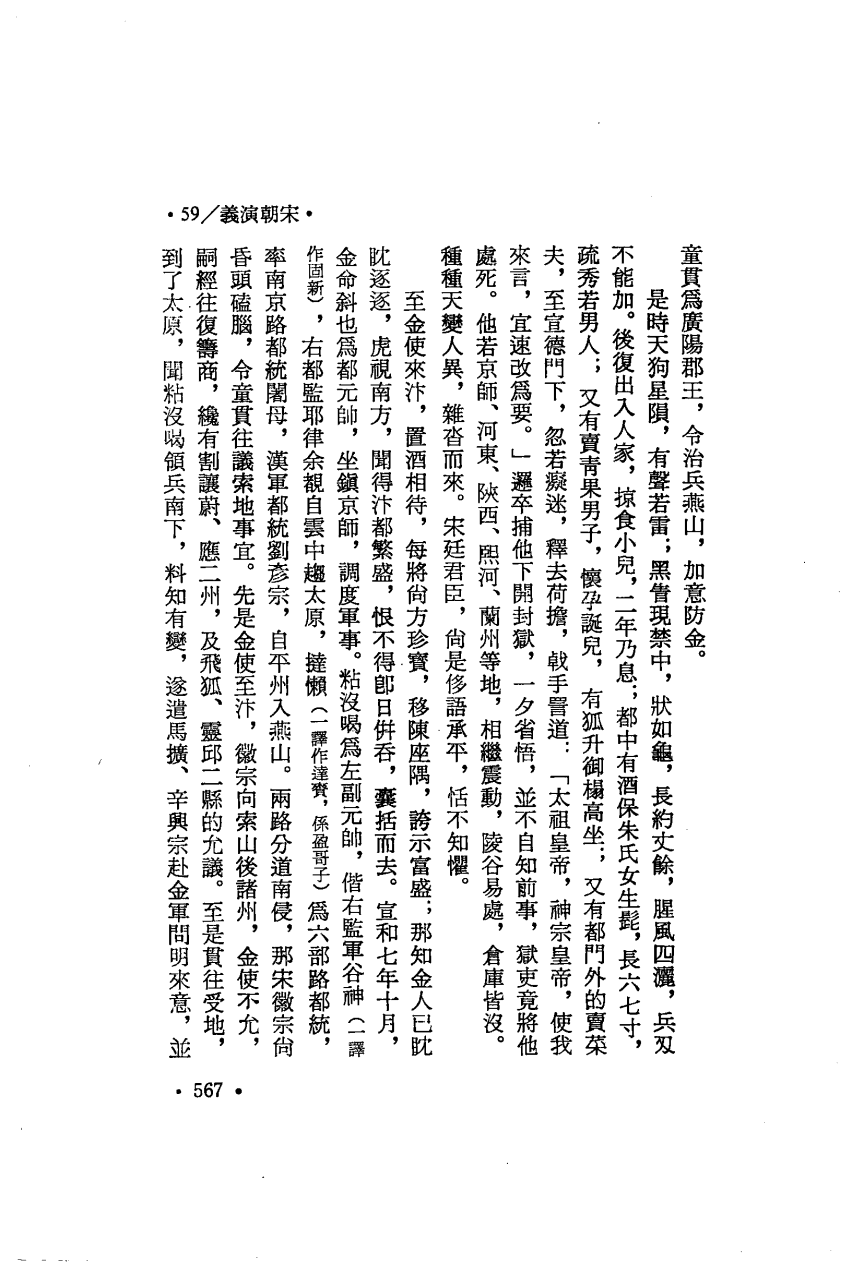 ·59／義演朝宋·
童貫爲廣陽郡王，令治兵燕山，加意防金。
是時天狗星隕，有聲若雷；黑眚現禁中，狀如龜，長約丈餘，腥風四灑，兵刃
不能加。後復出入人家，掠食小兒，二年乃息；都中有酒保朱氏女生髭，長六七寸，
疏秀若男人；又有賣青果男子，懷孕誕兒，有狐升御榻高坐；又有都門外的賣菜
夫，至宣德門下，忽若癡迷，釋去荷擔，戟手詈道：「太祖皇帝，神宗皇帝，使我
來言，宜速改爲要。」邏卒捕他下開封獄，一夕省悟，並不自知前事，獄吏竟將他
處死。他若京師、河東、陝西、熙河、蘭州等地，相繼震動，陵谷易處，倉庫皆沒。
種種天變人異，雜沓而來。宋廷君臣，尙是侈語承平，恬不知懼。
至金使來汴，置酒相待，每將尙方珍寶，移陳座隅，誇示富盛；那知金人已眈
眈逐逐，虎視南方，聞得汴都繁盛，恨不得卽日併吞，囊括而去。宣和七年十月，
金命斜也爲都元帥，坐鎮京師，調度軍事。粘沒喝爲左副元帥，偕右監軍谷神（一譯
作固新），右都監耶律余覩自雲中趨太原，撻懶（一譯作達賚，係盈哥子）爲六部路都統，
率南京路都統闍母，漢軍都統劉彥宗，自平州入燕山。兩路分道南侵，那宋徽宗尙
昏頭磕腦，令童貫往議索地事宜。先是金使至汴，徽宗向索山後諸州，金使不允，
嗣經往復籌商，纔有割讓蔚、應二州，及飛狐、靈邱二縣的允議。至是貫往受地，
到了太原，聞粘沒喝領兵南下，料知有變，遂遣馬擴、辛興宗赴金軍問明來意，並
·567·